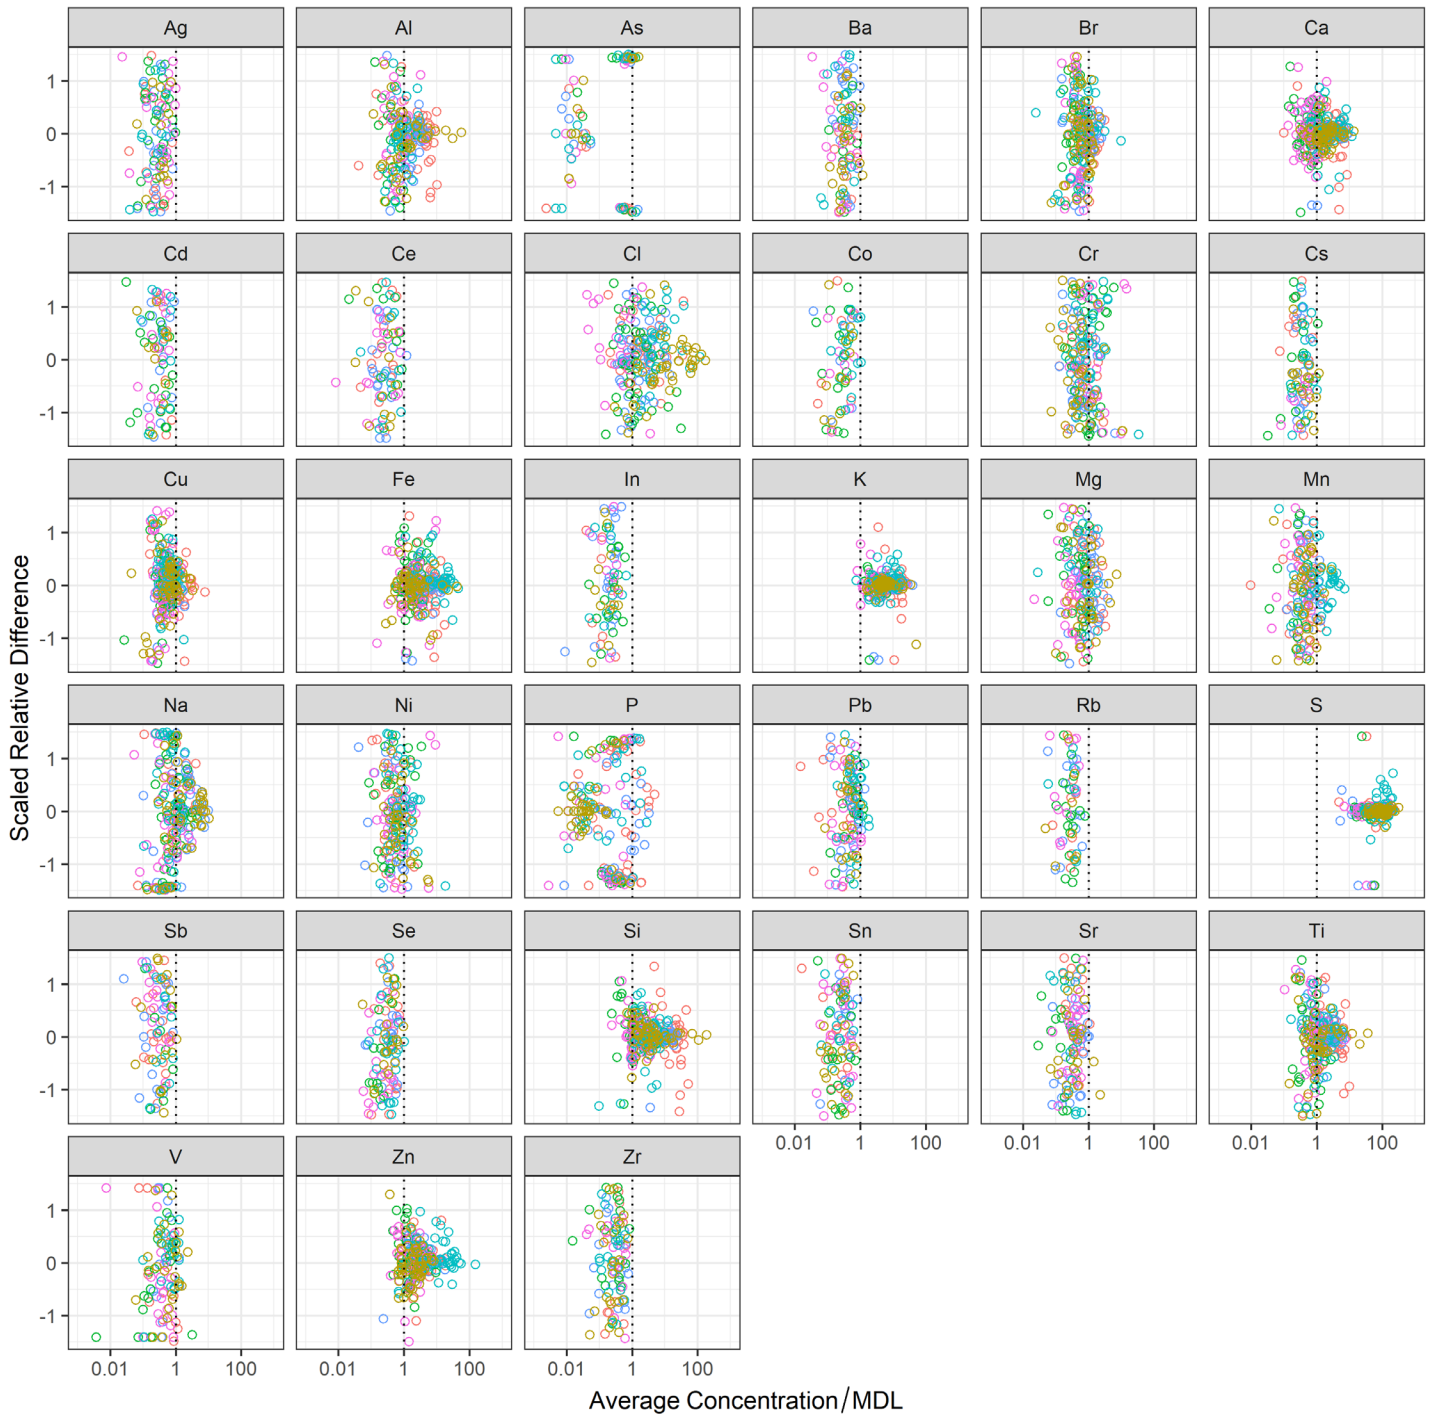 Ag Al As Ba Br Ca
1
0
-1
Cd Ce Cl Co Cr Cs
1
0
-1
Cu Fe In K Mg Mn
1
0
-1
Na Ni P Pb Rb S
1
0
-1
Sb Se Si Sn Sr Ti
1
0
-1
0.01 1 100 0.01 1 100 0.01 1 100
V Zn Zr
1
0
-1
0.01 1 100 0.01 1 100 0.01 1 100
Scaled Relative Difference
Average Concentration/MDL